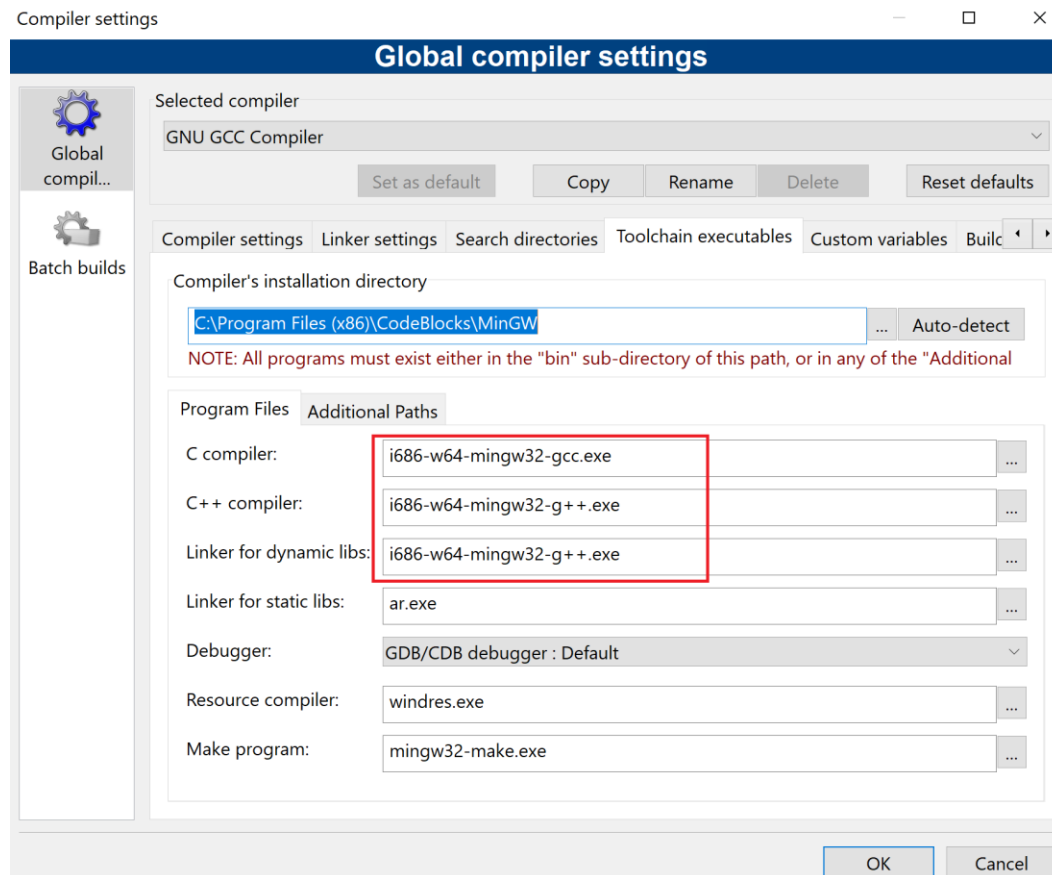 Compiler settings
Global compiler settings
Global
compil...
Batch builds
Selected compiler
GNU GCC Compiler
Set as default Copy Rename Delete Reset defaults
Compiler settings Linker settings Search directories Toolchain executables Custom variables Builc
Compiler's installation directory
C:\Program Files (x86)\CodeBlocks\MinGW ... Auto-detect
NOTE: All programs must exist either in the "bin" sub-directory of this path, or in any of the "Additional
Program Files Additional Paths
C compiler: i686-w64-mingw32-gcc.exe ...
C++ compiler: i686-w64-mingw32-g++.exe ...
Linker for dynamic libs: i686-w64-mingw32-g++.exe ...
Linker for static libs: ar.exe ...
Debugger: GDB/CDB debugger : Default
Resource compiler: windres.exe ...
Make program: mingw32-make.exe ...
OK Cancel